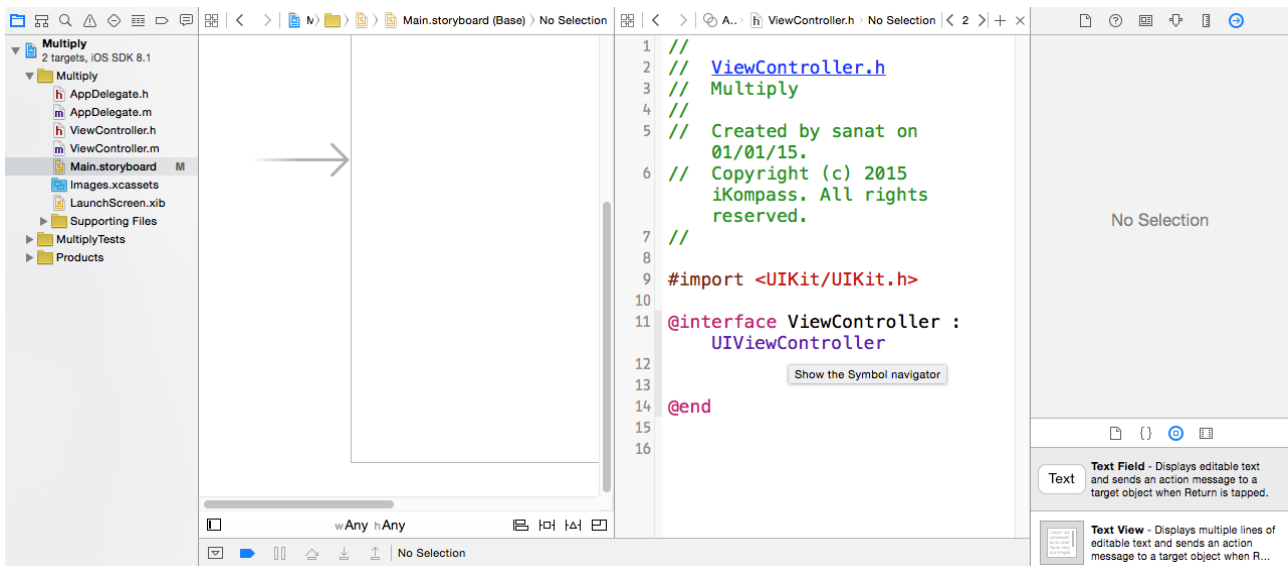 Multiply
2 targets, iOS SDK 8.1
Multiply
h AppDelegate.h
m AppDelegate.m
h ViewController.h
m ViewController.m
Main.storyboard M
Images.xcassets
LaunchScreen.xib
Supporting Files
MultiplyTests
Products
M Main.storyboard (Base) No Selection
wAny hAny
No Selection
A.. h ViewController.h No Selection 2
1 //
2 // ViewController.h
3 // Multiply
4 //
5 // Created by sanat on
01/01/15.
6 // Copyright (c) 2015
iKompass. All rights
reserved.
7 //
8
9 #import <UIKit/UIKit.h>
10
11 @interface ViewController :
UIViewController
12
Show the Symbol navigator
13
14 @end
15
16
No Selection
{}
Text
Text Field - Displays editable text
and sends an action message to a
target object when Return is tapped.
Text View - Displays multiple lines of
editable text and sends an action
message to a target object when R...